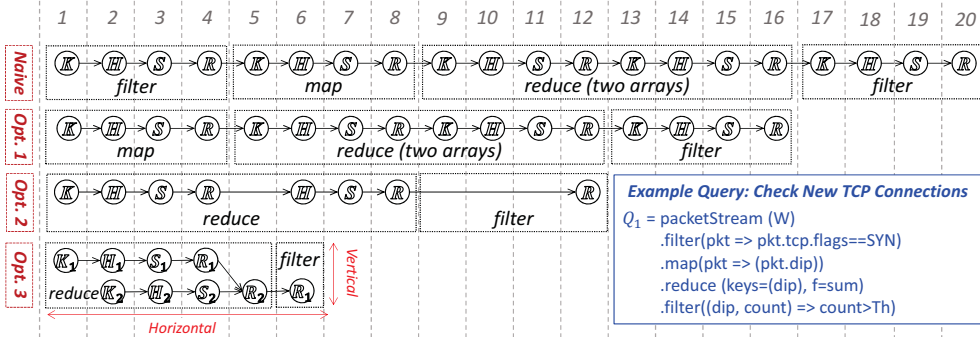 1 2 3 4 5 6 7 8 9 10 11 12 13 14 15 16 17 18 19 20
Naive
𝕂 ℍ 𝕊 ℝ 𝕂 ℍ 𝕊 ℝ 𝕂 ℍ 𝕊 ℝ 𝕂 ℍ 𝕊 ℝ 𝕂 ℍ 𝕊 ℝ
filter map reduce (two arrays) filter
Opt. 1
𝕂 ℍ 𝕊 ℝ 𝕂 ℍ 𝕊 ℝ 𝕂 ℍ 𝕊 ℝ 𝕂 ℍ 𝕊 ℝ
map reduce (two arrays) filter
Opt. 2
𝕂 ℍ 𝕊 ℝ ℍ 𝕊 ℝ ℝ
reduce filter
Opt. 3
𝕂₁ ℍ₁ 𝕊₁ ℝ₁ filter
reduce 𝕂₂ ℍ₂ 𝕊₂ ℝ₂ ℝ₁
Vertical
Horizontal
Example Query: Check New TCP Connections
Q₁ = packetStream (W)
.filter(pkt => pkt.tcp.flags==SYN)
.map(pkt => (pkt.dip))
.reduce (keys=(dip), f=sum)
.filter((dip, count) => count>Th)